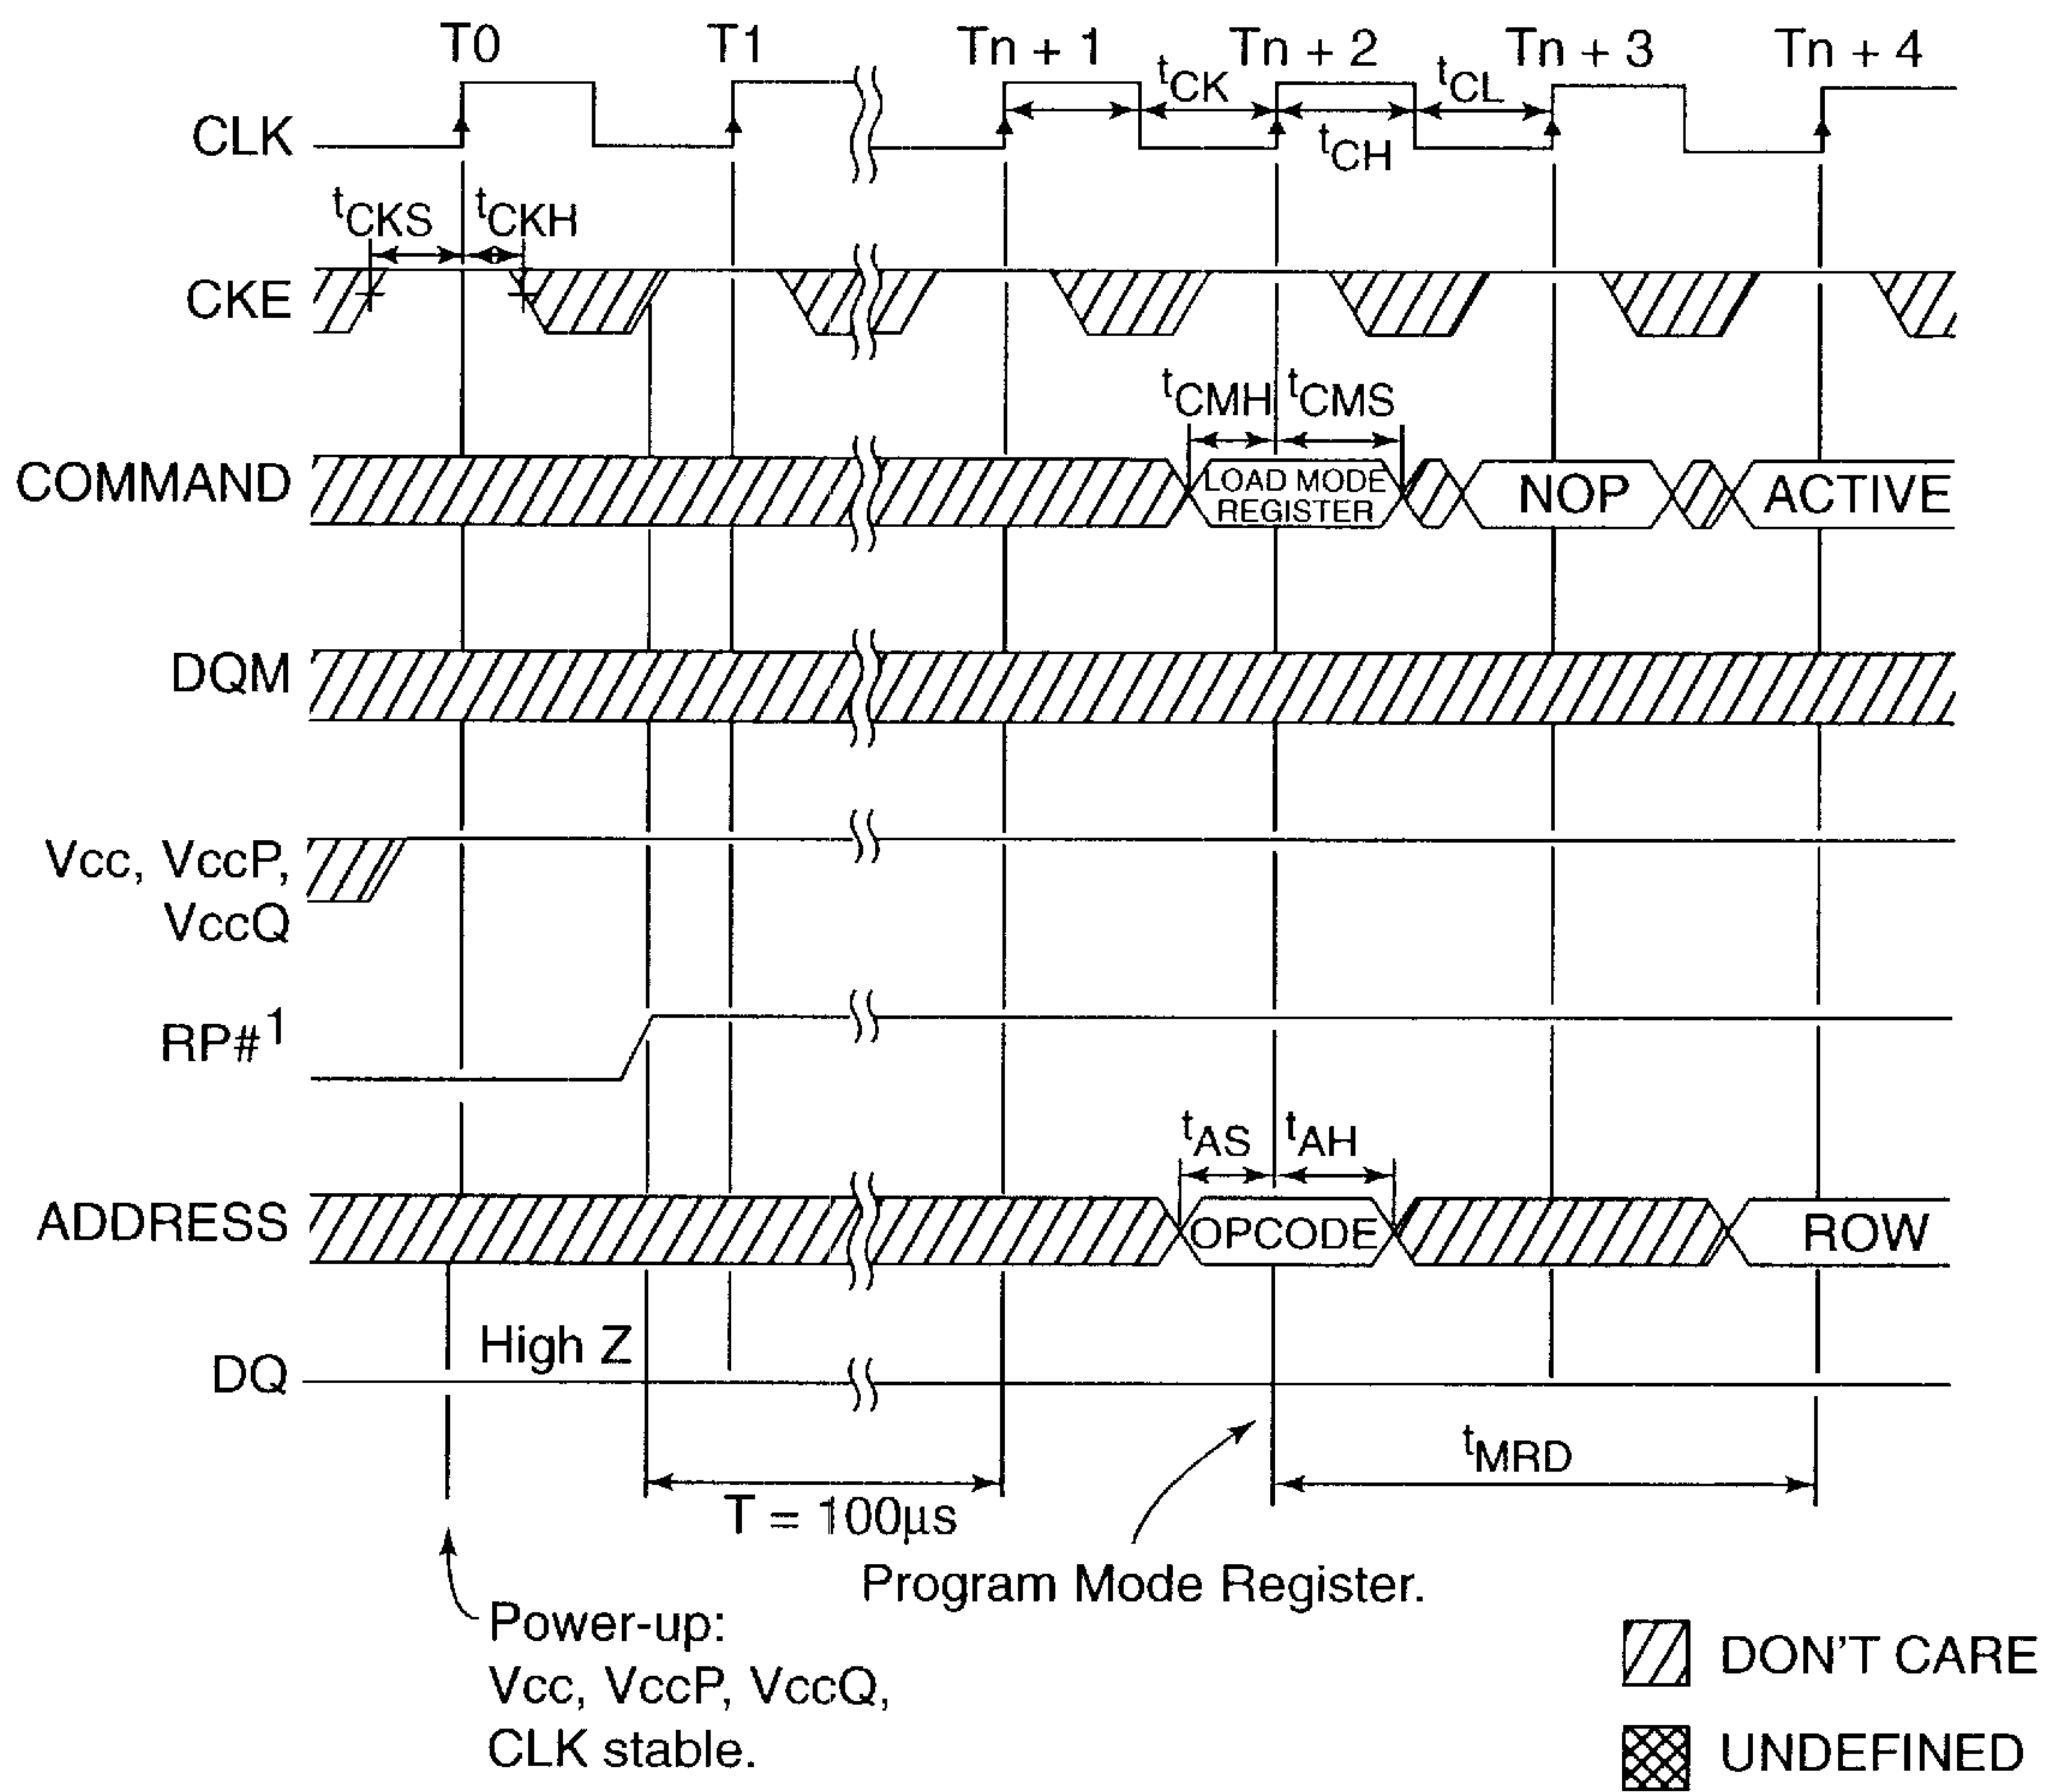 T0 T1 Tn + 1 Tn + 2 Tn + 3 Tn + 4
tCK tCL
CLK
tCH
tCKS tCKH
CKE
tCMH tCMS
COMMAND LOAD MODE REGISTER NOP ACTIVE
DQM
Vcc, VccP,
VccQ
RP#1
tAS tAH
ADDRESS OPCODE ROW
High Z
DQ
tMRD
T = 100µs
Program Mode Register.
Power-up:
Vcc, VccP, VccQ,
CLK stable.
DON'T CARE
UNDEFINED